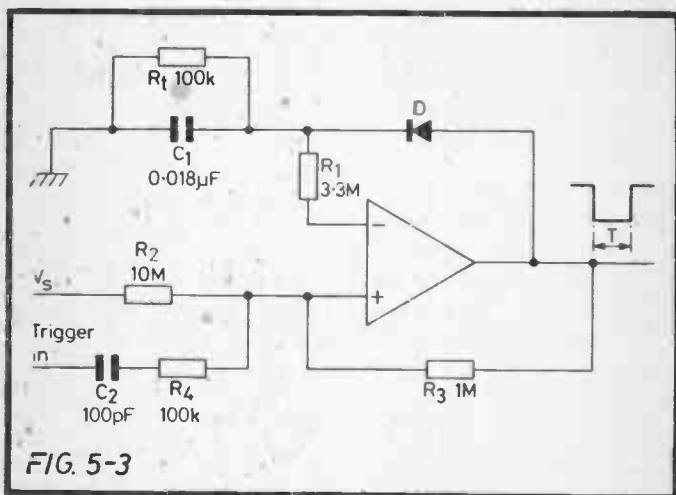 Rt 100k
D
C1
0·018µF
R1
3·3M
−
T
R2
10M
Vs
+
Trigger
in
C2
100pF
R4
100k
R3 1M
FIG. 5-3